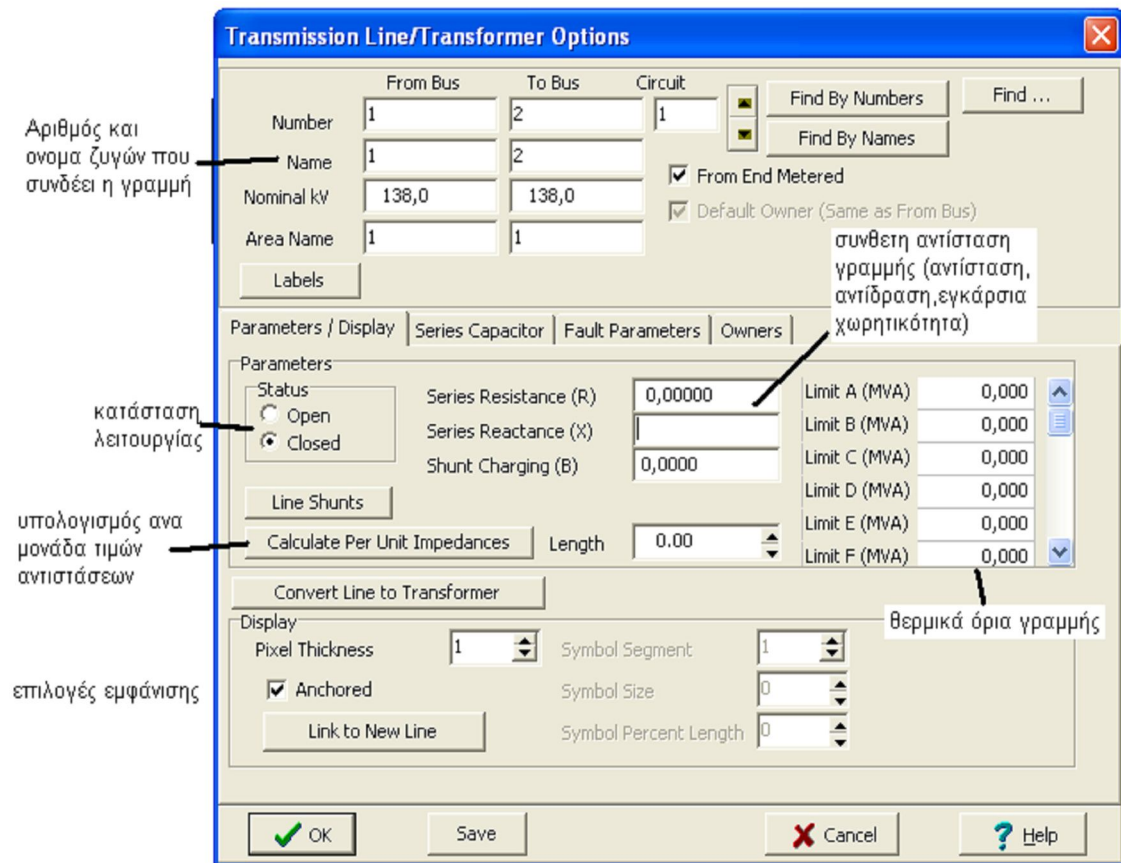 Transmission Line/Transformer Options
From Bus To Bus Circuit
Number 1 2 1 Find By Numbers Find ...
Find By Names
Name 1 2
From End Metered
Nominal kV 138,0 138,0
Default Owner (Same as From Bus)
Area Name 1 1
Labels
Αριθμός και
ονομα ζυγών που
συνδέει η γραμμή
συνθετη αντίσταση
γραμμής (αντίσταση,
αντίδραση,εγκάρσια
χωρητικότητα)
Parameters / Display Series Capacitor Fault Parameters Owners
Parameters
Status
Open
Closed
κατάσταση
λειτουργίας
Series Resistance (R) 0,00000
Series Reactance (X)
Shunt Charging (B) 0,0000
Limit A (MVA) 0,000
Limit B (MVA) 0,000
Limit C (MVA) 0,000
Limit D (MVA) 0,000
Limit E (MVA) 0,000
Limit F (MVA) 0,000
Line Shunts
Calculate Per Unit Impedances Length 0.00
υπολογισμός ανα
μονάδα τιμών
αντιστάσεων
Convert Line to Transformer
θερμικά όρια γραμμής
Display
Pixel Thickness 1 Symbol Segment 1
Anchored Symbol Size 0
Link to New Line Symbol Percent Length 0
επιλογές εμφάνισης
OK Save Cancel ? Help